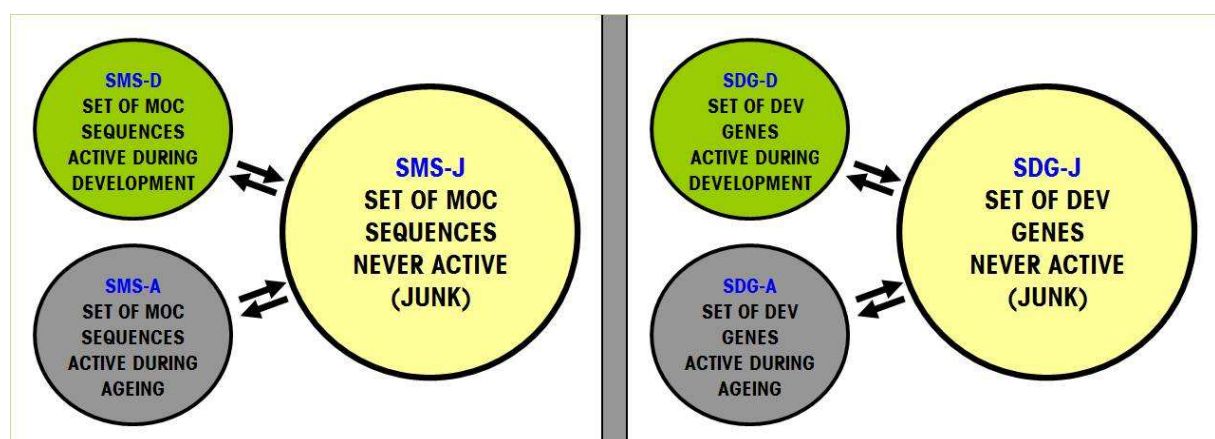 SMS-D
SET OF MOC
SEQUENCES
ACTIVE DURING
DEVELOPMENT
SMS-J
SET OF MOC
SEQUENCES
NEVER ACTIVE
(JUNK)
SMS-A
SET OF MOC
SEQUENCES
ACTIVE DURING
AGEING
SDG-D
SET OF DEV
GENES
ACTIVE DURING
DEVELOPMENT
SDG-J
SET OF DEV
GENES
NEVER ACTIVE
(JUNK)
SDG-A
SET OF DEV
GENES
ACTIVE DURING
AGEING